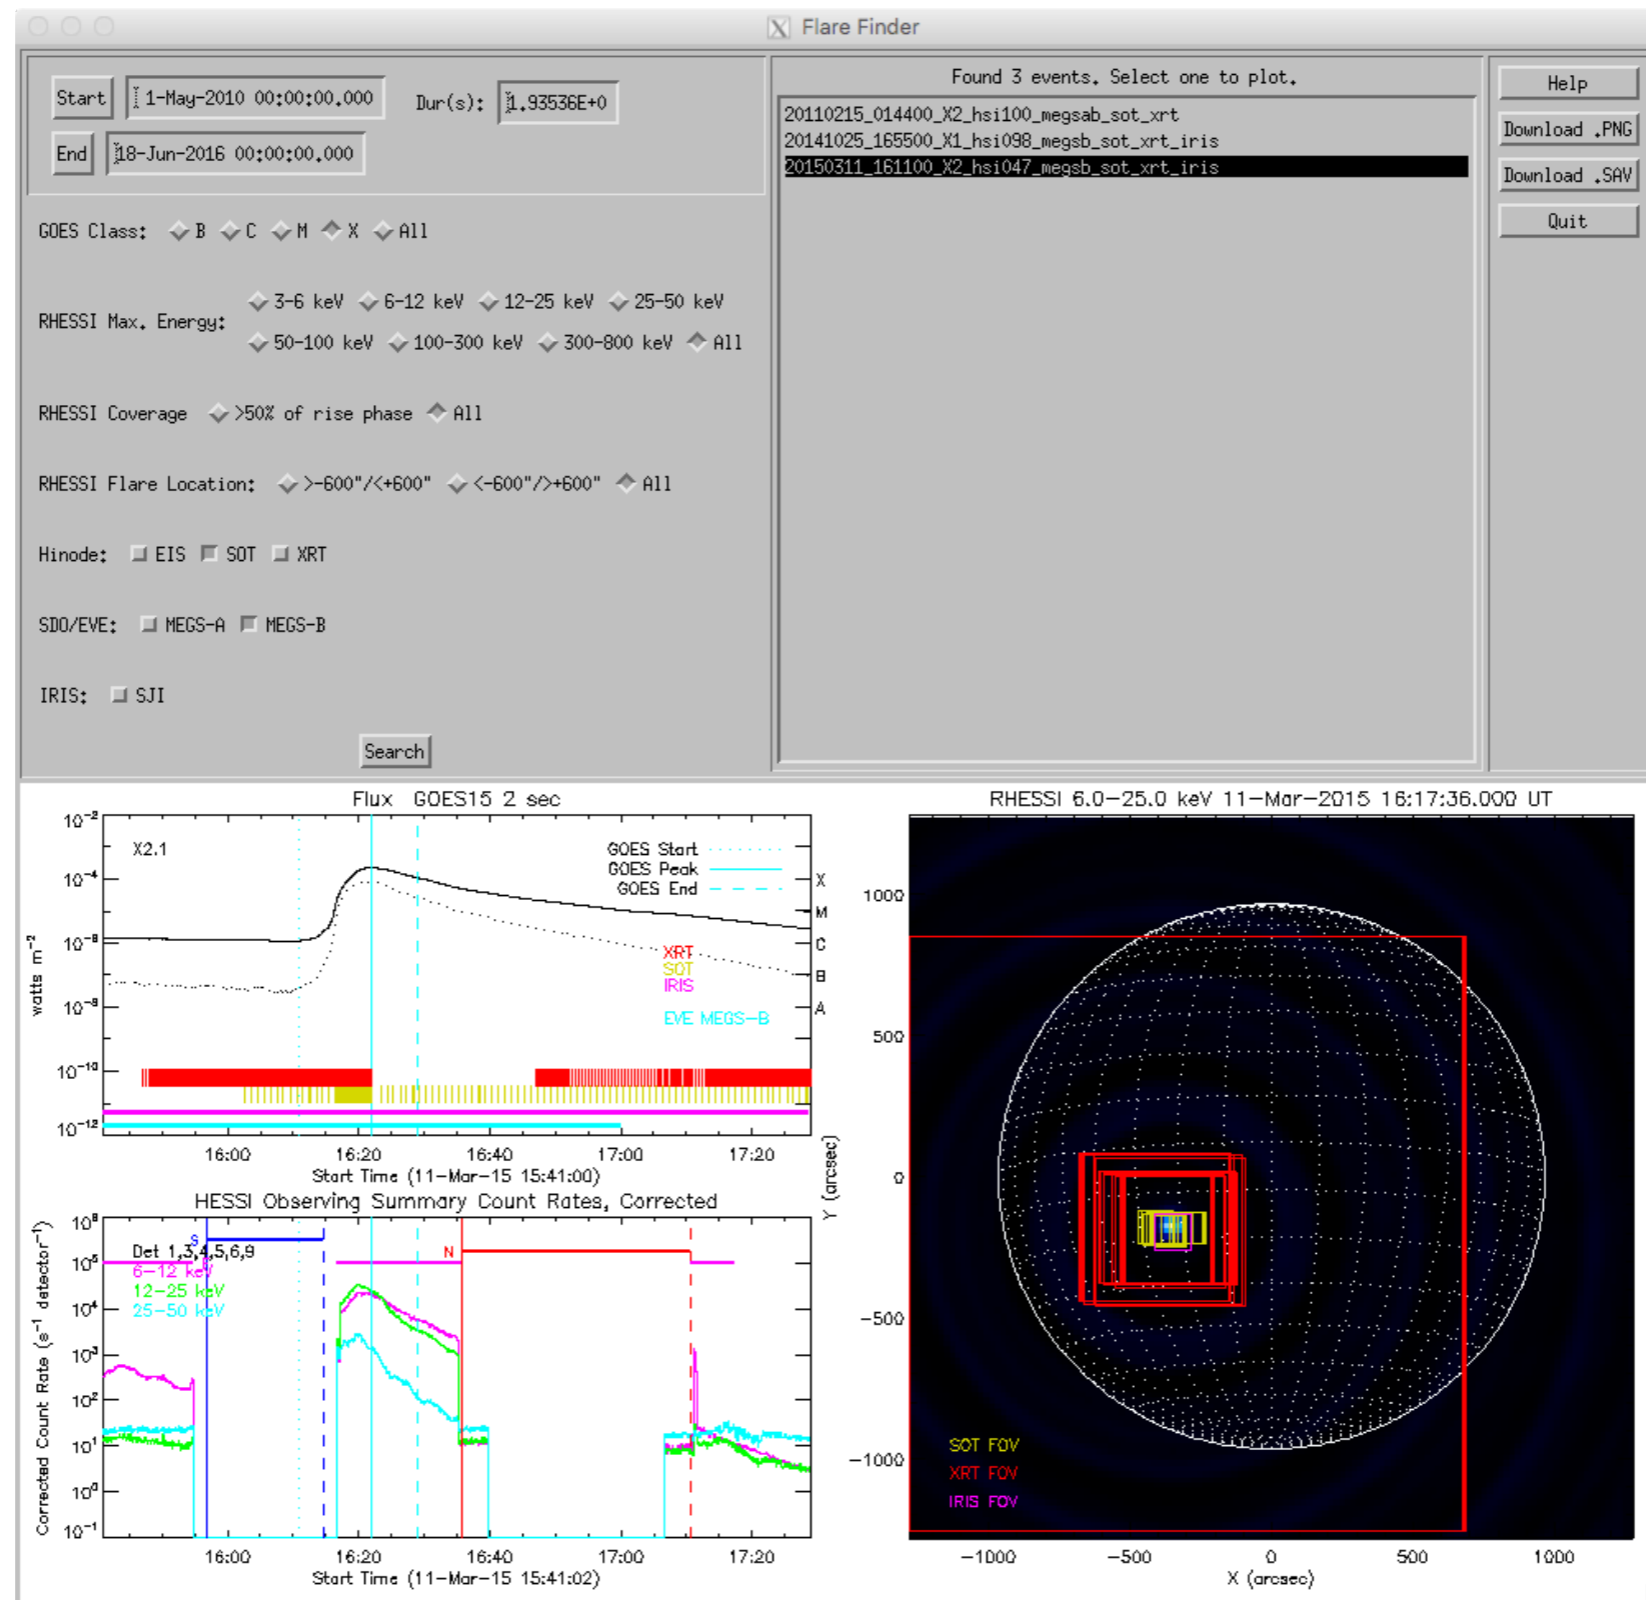 Flare Finder
Start 1-May-2010 00:00:00.000 Dur(s): 1.93536E+0
End 18-Jun-2016 00:00:00.000
GOES Class: B C M X All
RHESSI Max. Energy: 3-6 keV 6-12 keV 12-25 keV 25-50 keV
50-100 keV 100-300 keV 300-800 keV All
RHESSI Coverage >50% of rise phase All
RHESSI Flare Location: >-600"/<+600" <-600"/>+600" All
Hinode: EIS SOT XRT
SDO/EVE: MEGS-A MEGS-B
IRIS: SJI
Search
Found 3 events. Select one to plot.
20110215_014400_X2_hsi100_megsab_sot_xrt
20141025_165500_X1_hsi098_megsb_sot_xrt_iris
20150311_161100_X2_hsi047_megsb_sot_xrt_iris
Help
Download .PNG
Download .SAV
Quit
Flux GOES15 2 sec
X2.1
GOES Start
GOES Peak
GOES End
XRT
SOT
IRIS
EVE MEGS-B
watts m-2
10-2
10-4
10-6
10-8
10-10
10-12
X
M
C
B
A
16:00 16:20 16:40 17:00 17:20
Start Time (11-Mar-15 15:41:00)
HESSI Observing Summary Count Rates, Corrected
Corrected Count Rate (s-1 detector-1)
106
105
104
103
102
101
100
10-1
S
N
Det 1,3,4,5,6,9
6-12 keV
12-25 keV
25-50 keV
16:00 16:20 16:40 17:00 17:20
Start Time (11-Mar-15 15:41:02)
RHESSI 6.0-25.0 keV 11-Mar-2015 16:17:36.000 UT
Y (arcsec)
1000
500
0
-500
-1000
SOT FOV
XRT FOV
IRIS FOV
-1000 -500 0 500 1000
X (arcsec)